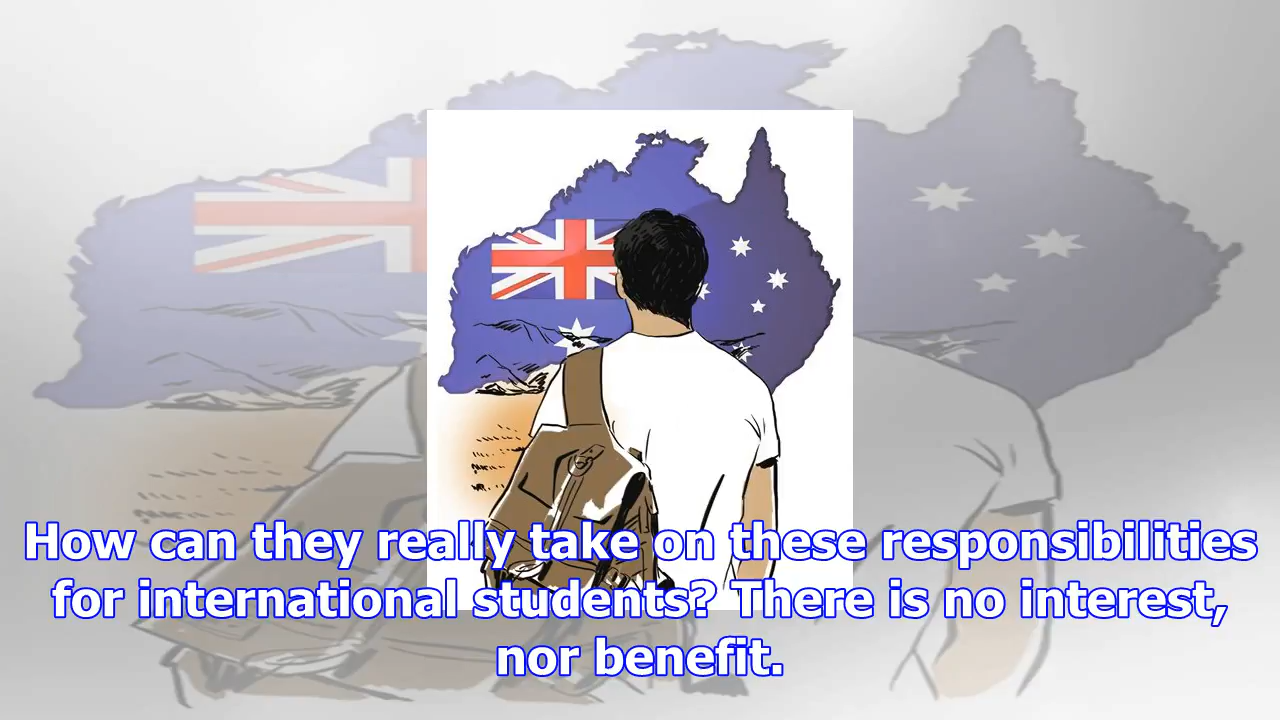 How can they really take on these responsibilities
for international students? There is no interest,
nor benefit.